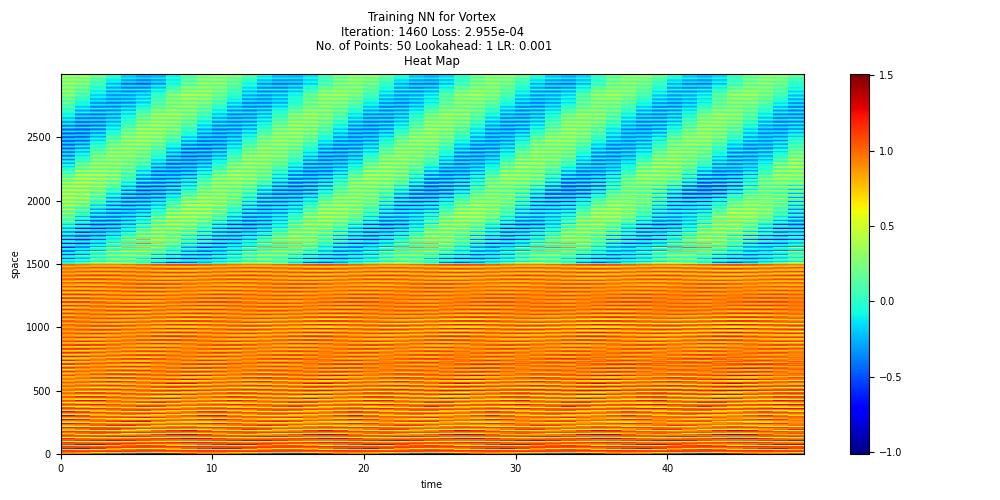 Training NN for Vortex
Iteration: 1460 Loss: 2.955e-04
No. of Points: 50 Lookahead: 1 LR: 0.001
Heat Map
2500
2000
1500
1000
500
0
space
0 10 20 30 40
time
1.5
1.0
0.5
0.0
−0.5
−1.0